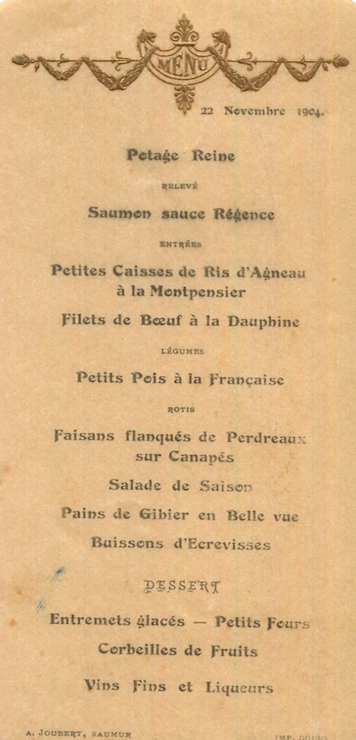 MENU
22 Novembre 1904.
Potage Reine
RELEVÉ
Saumon sauce Régence
ENTRÉES
Petites Caisses de Ris d'Agneau
à la Montpensier
Filets de Bœuf à la Dauphine
LÉGUMES
Petits Pois à la Française
ROTIS
Faisans flanqués de Perdreaux
sur Canapés
Salade de Saison
Pains de Gibier en Belle vue
Buissons d'Ecrevisses
DESSERT
Entremets glacés — Petits Fours
Corbeilles de Fruits
Vins Fins et Liqueurs
A. JOUBERT, SAUMUR
IMP.